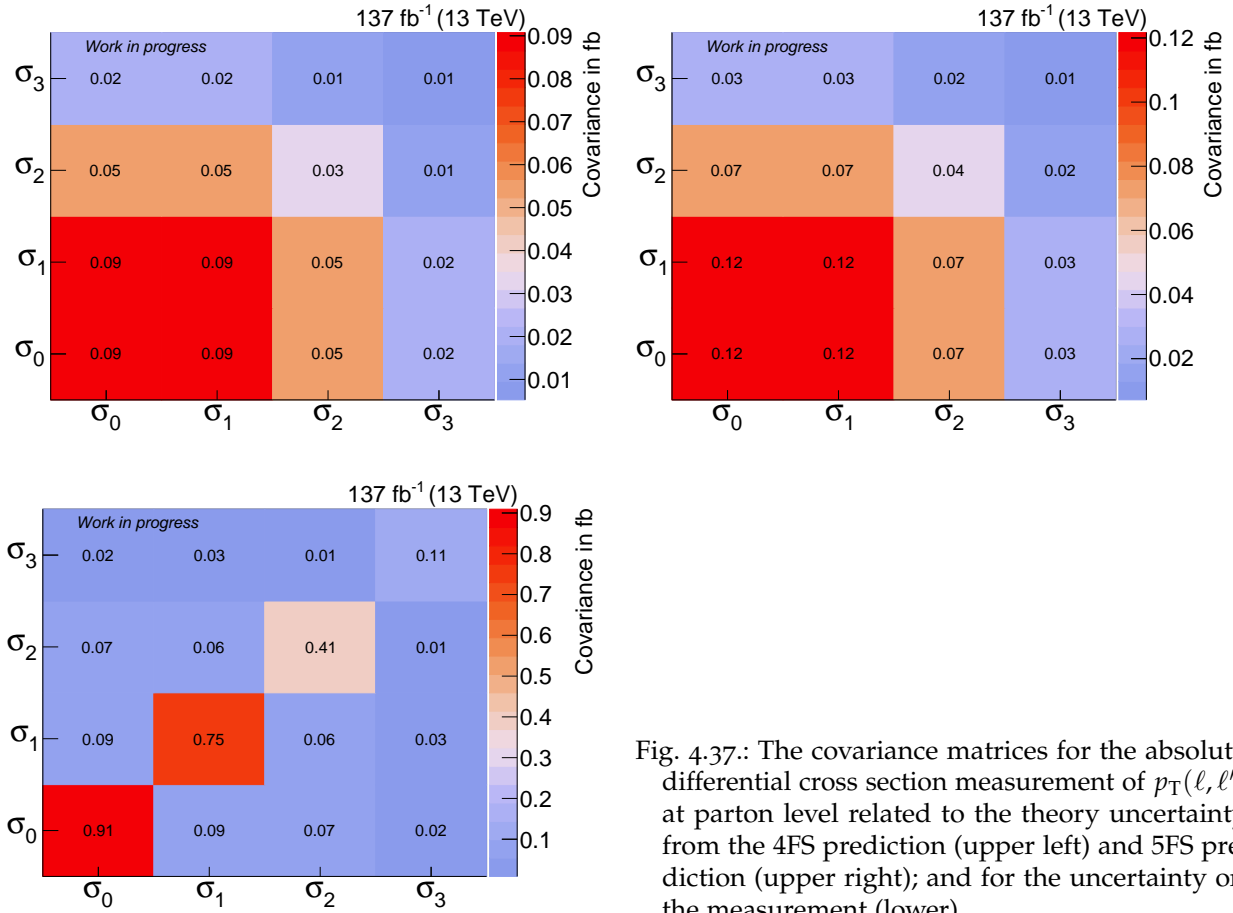 137 fb⁻¹ (13 TeV)
Work in progress
σ₃ 0.02 0.02 0.01 0.01
σ₂ 0.05 0.05 0.03 0.01
σ₁ 0.09 0.09 0.05 0.02
σ₀ 0.09 0.09 0.05 0.02
σ₀ σ₁ σ₂ σ₃
0.09
0.08
0.07
0.06
0.05
0.04
0.03
0.02
0.01
Covariance in fb
137 fb⁻¹ (13 TeV)
Work in progress
σ₃ 0.03 0.03 0.02 0.01
σ₂ 0.07 0.07 0.04 0.02
σ₁ 0.12 0.12 0.07 0.03
σ₀ 0.12 0.12 0.07 0.03
σ₀ σ₁ σ₂ σ₃
0.12
0.1
0.08
0.06
0.04
0.02
Covariance in fb
137 fb⁻¹ (13 TeV)
Work in progress
σ₃ 0.02 0.03 0.01 0.11
σ₂ 0.07 0.06 0.41 0.01
σ₁ 0.09 0.75 0.06 0.03
σ₀ 0.91 0.09 0.07 0.02
σ₀ σ₁ σ₂ σ₃
0.9
0.8
0.7
0.6
0.5
0.4
0.3
0.2
0.1
Covariance in fb
Fig. 4.37.: The covariance matrices for the absolut
differential cross section measurement of p_T(ℓ, ℓ′
at parton level related to the theory uncertaint
from the 4FS prediction (upper left) and 5FS pre
diction (upper right); and for the uncertainty o
the measurement (lower)